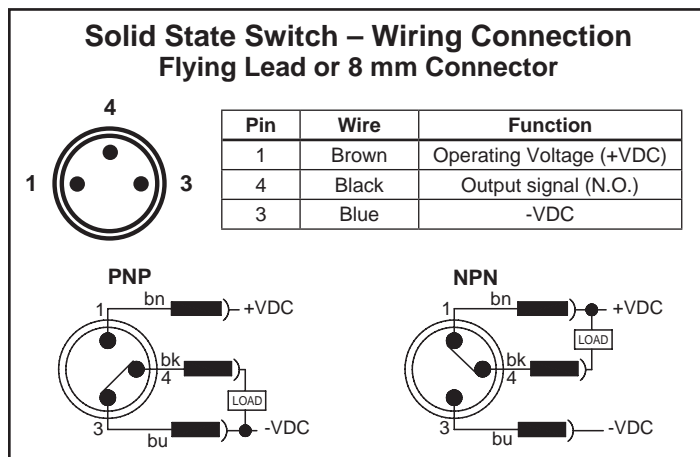 Solid State Switch – Wiring Connection
Flying Lead or 8 mm Connector
4
1
3
Pin Wire Function
1 Brown Operating Voltage (+VDC)
4 Black Output signal (N.O.)
3 Blue -VDC
PNP
1 bn +VDC
bk
4
LOAD
3 bu -VDC
NPN
1 bn +VDC
LOAD
bk
4
3 bu -VDC